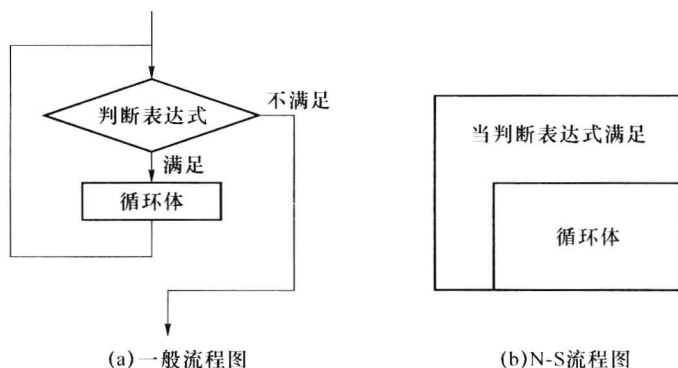 判断表达式
不满足
满足
循环体
(a)一般流程图
当判断表达式满足
循环体
(b)N-S流程图